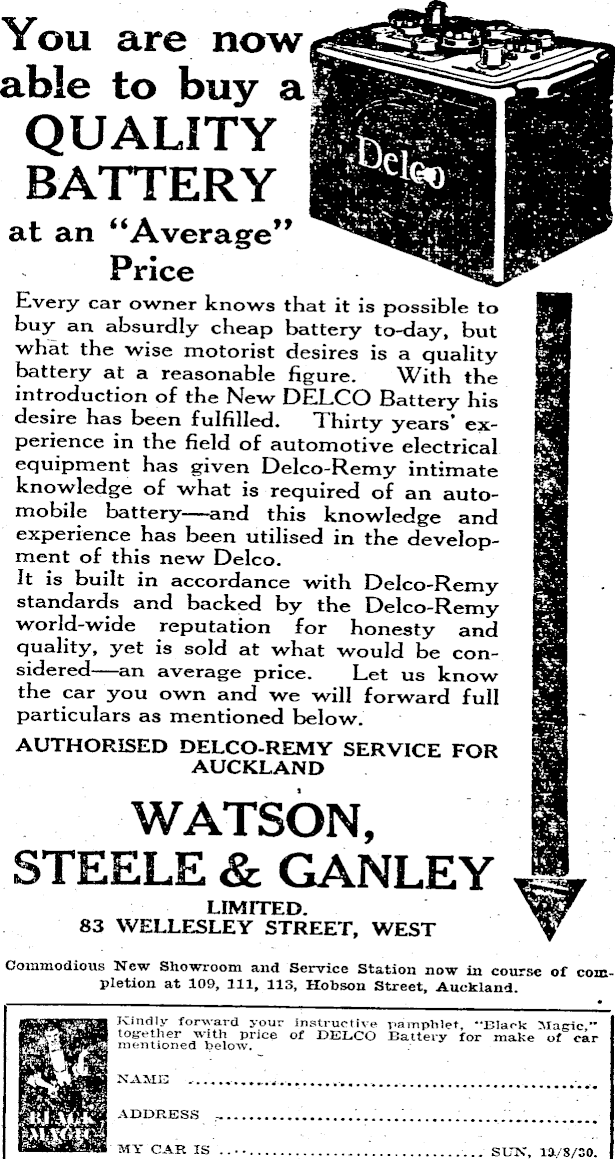 You are now
able to buy a
QUALITY
BATTERY
at an "Average"
Price
Delco
Every car owner knows that it is possible to
buy an absurdly cheap battery to-day, but
what the wise motorist desires is a quality
battery at a reasonable figure. With the
introduction of the New DELCO Battery his
desire has been fulfilled. Thirty years' ex-
perience in the field of automotive electrical
equipment has given Delco-Remy intimate
knowledge of what is required of an auto-
mobile battery—and this knowledge and
experience has been utilised in the develop-
ment of this new Delco.
It is built in accordance with Delco-Remy
standards and backed by the Delco-Remy
world-wide reputation for honesty and
quality, yet is sold at what would be con-
sidered—an average price. Let us know
the car you own and we will forward full
particulars as mentioned below.
AUTHORISED DELCO-REMY SERVICE FOR
AUCKLAND
WATSON,
STEELE & GANLEY
LIMITED.
83 WELLESLEY STREET, WEST
Commodious New Showroom and Service Station now in course of com-
pletion at 109, 111, 113, Hobson Street, Auckland.
Kindly forward your instructive pamphlet, "Black Magic,"
together with price of DELCO Battery for make of car
mentioned below.
BLACK
MAGIC
NAME
ADDRESS
MY CAR IS SUN, 19/8/30.